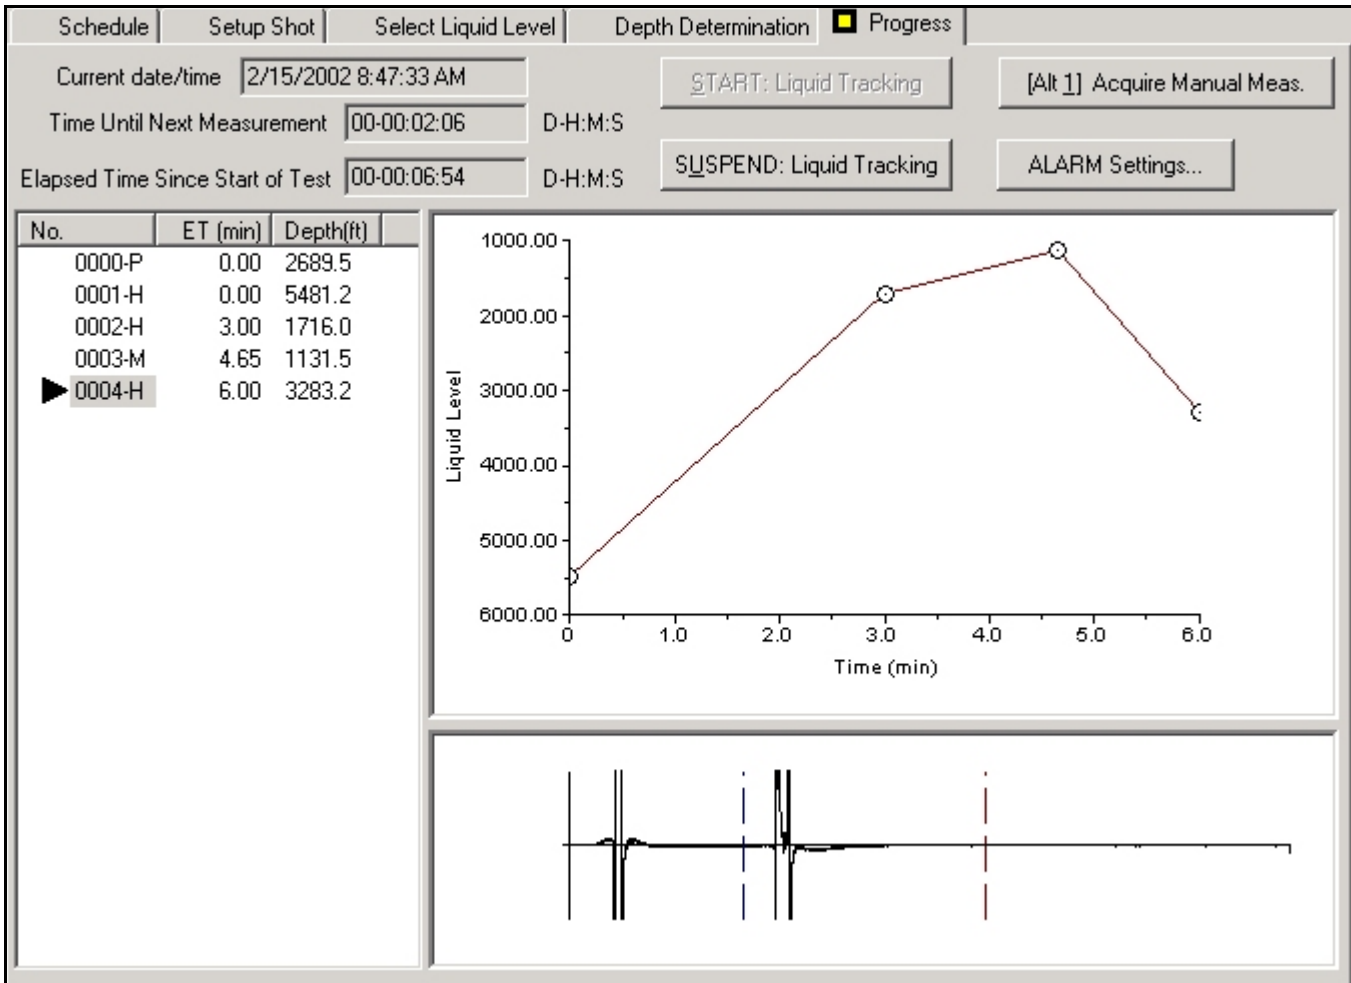 Schedule Setup Shot Select Liquid Level Depth Determination Progress
Current date/time 2/15/2002 8:47:33 AM START: Liquid Tracking [Alt 1] Acquire Manual Meas.
Time Until Next Measurement 00-00:02:06 D-H:M:S
Elapsed Time Since Start of Test 00-00:06:54 D-H:M:S SUSPEND: Liquid Tracking ALARM Settings...
No. ET (min) Depth(ft)
0000-P 0.00 2689.5
0001-H 0.00 5481.2
0002-H 3.00 1716.0
0003-M 4.65 1131.5
0004-H 6.00 3283.2
Liquid Level
1000.00
2000.00
3000.00
4000.00
5000.00
6000.00
0 1.0 2.0 3.0 4.0 5.0 6.0
Time (min)